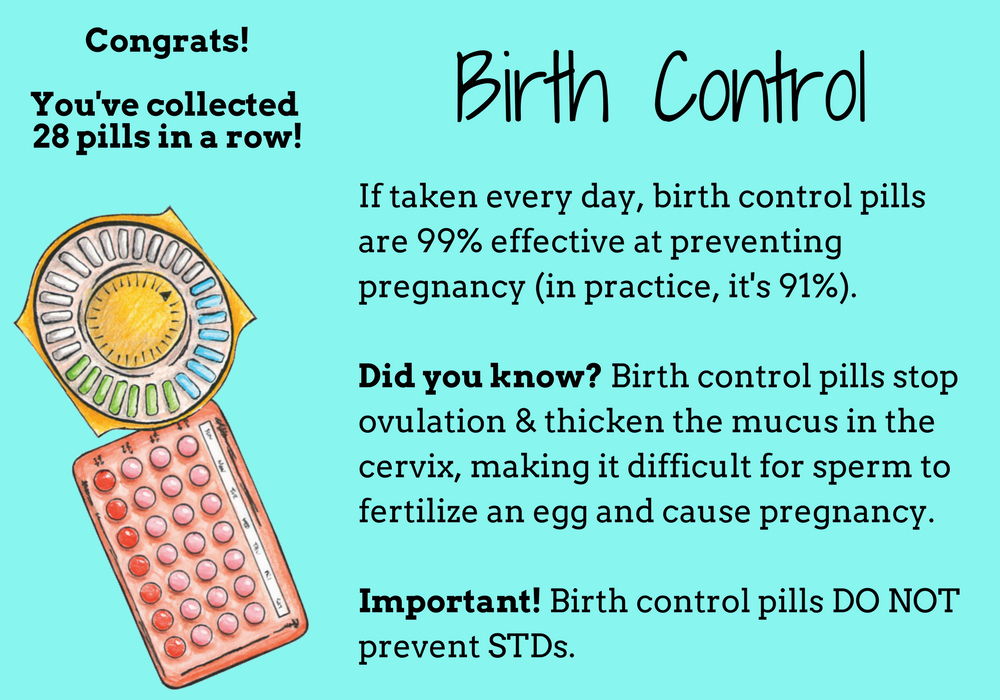 Congrats!
You've collected
28 pills in a row!
Birth Control
If taken every day, birth control pills
are 99% effective at preventing
pregnancy (in practice, it's 91%).
Did you know? Birth control pills stop
ovulation & thicken the mucus in the
cervix, making it difficult for sperm to
fertilize an egg and cause pregnancy.
Important! Birth control pills DO NOT
prevent STDs.